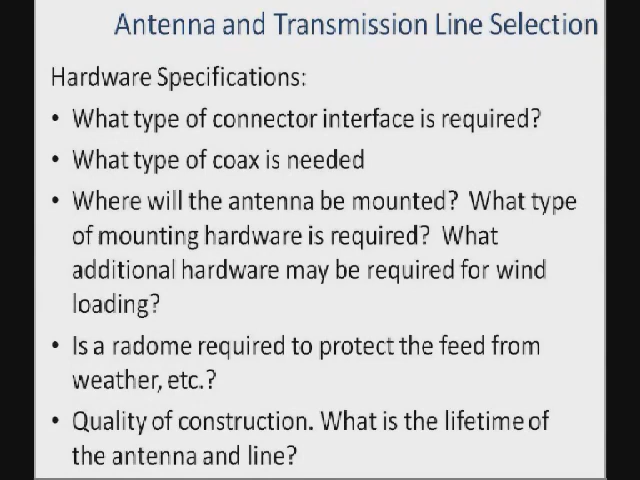 Antenna and Transmission Line Selection
Hardware Specifications:
• What type of connector interface is required?
• What type of coax is needed
• Where will the antenna be mounted? What type
of mounting hardware is required? What
additional hardware may be required for wind
loading?
• Is a radome required to protect the feed from
weather, etc.?
• Quality of construction. What is the lifetime of
the antenna and line?